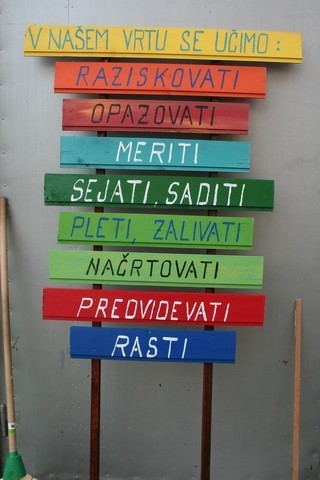 V NAŠEM VRTU SE UČIMO:
RAZISKOVATI
OPAZOVATI
MERITI
SEJATI, SADITI
PLETI, ZALIVATI
NAČRTOVATI
PREDVIDEVATI
RASTI